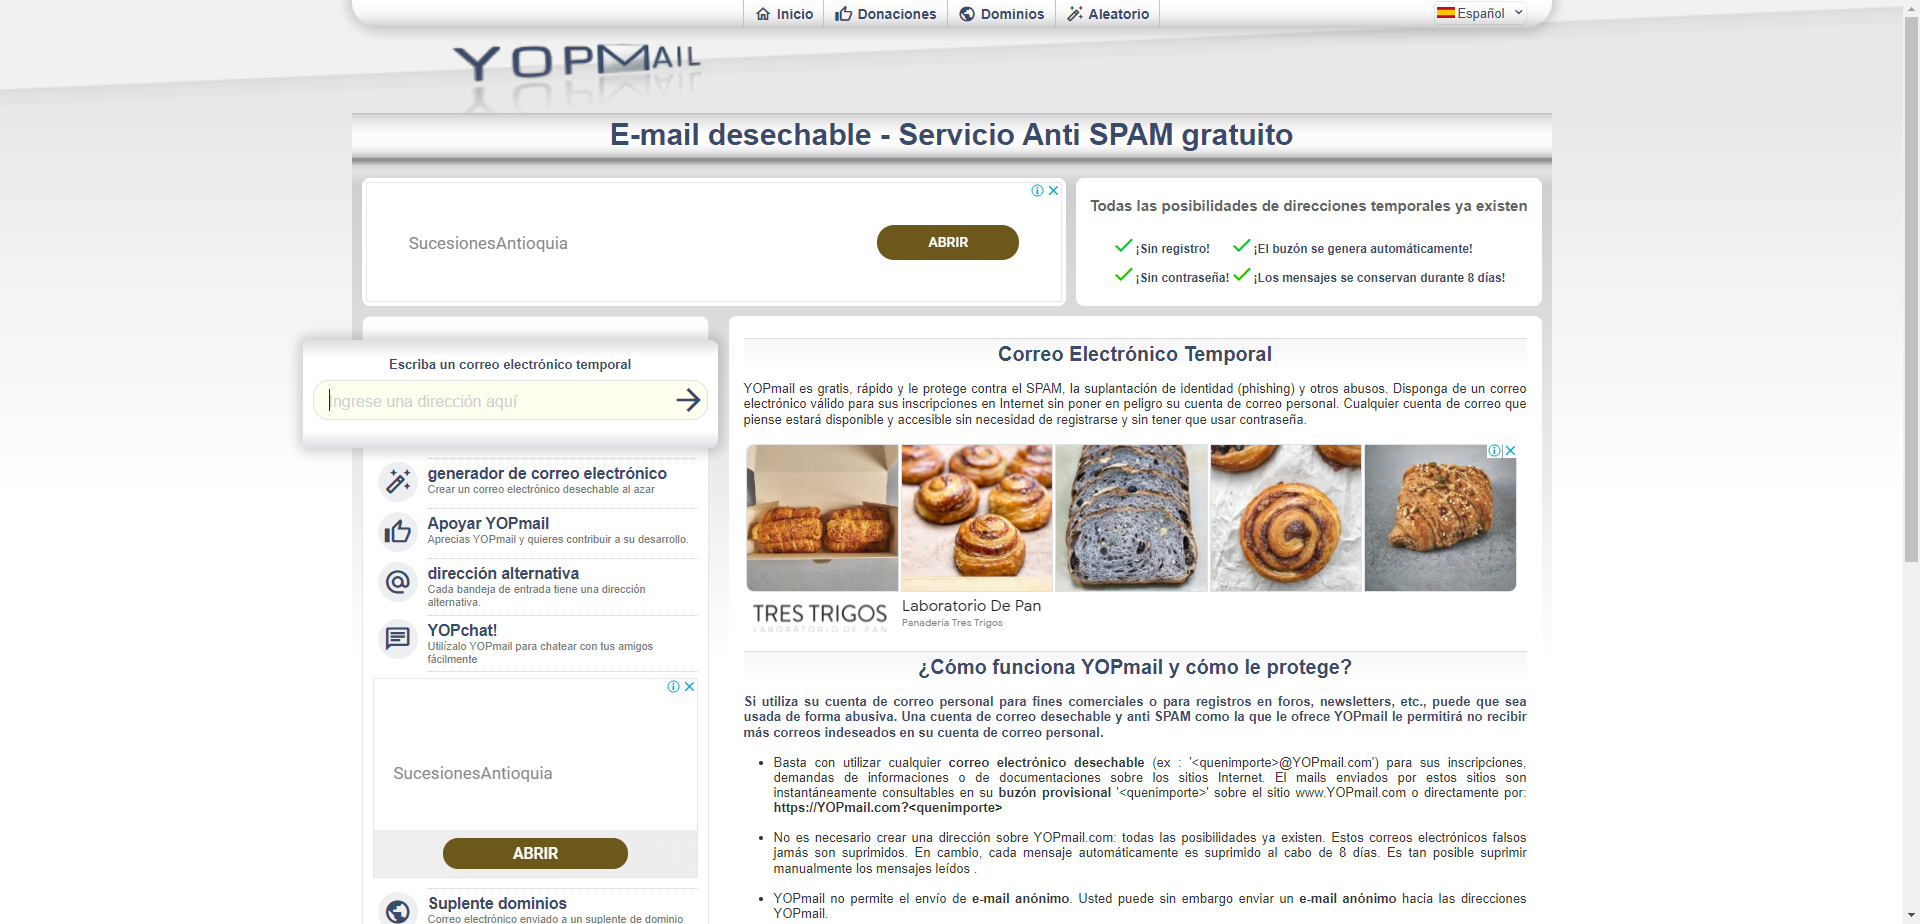 Inicio
Donaciones
Dominios
Aleatorio
Español
YOPMAIL
E-mail desechable - Servicio Anti SPAM gratuito
SucesionesAntioquia
ABRIR
Todas las posibilidades de direcciones temporales ya existen
¡Sin registro!
¡El buzón se genera automáticamente!
¡Sin contraseña!
¡Los mensajes se conservan durante 8 días!
Escriba un correo electrónico temporal
Ingrese una dirección aquí
generador de correo electrónico
Crear un correo electrónico desechable al azar
Apoyar YOPmail
Aprecias YOPmail y quieres contribuir a su desarrollo.
dirección alternativa
Cada bandeja de entrada tiene una dirección
alternativa.
YOPchat!
Utilízalo YOPmail para chatear con tus amigos
fácilmente
SucesionesAntioquia
ABRIR
Suplente dominios
Correo electrónico enviado a un suplente de dominio
Correo Electrónico Temporal
YOPmail es gratis, rápido y le protege contra el SPAM, la suplantación de identidad (phishing) y otros abusos. Disponga de un correo
electrónico válido para sus inscripciones en Internet sin poner en peligro su cuenta de correo personal. Cualquier cuenta de correo que
piense estará disponible y accesible sin necesidad de registrarse y sin tener que usar contraseña.
TRES TRIGOS
LABORATORIO DE PAN
Laboratorio De Pan
Panadería Tres Trigos
¿Cómo funciona YOPmail y cómo le protege?
Si utiliza su cuenta de correo personal para fines comerciales o para registros en foros, newsletters, etc., puede que sea
usada de forma abusiva. Una cuenta de correo desechable y anti SPAM como la que le ofrece YOPmail le permitirá no recibir
más correos indeseados en su cuenta de correo personal.
Basta con utilizar cualquier correo electrónico desechable (ex : '<quenimporte>@YOPmail.com') para sus inscripciones,
demandas de informaciones o de documentaciones sobre los sitios Internet. El mails enviados por estos sitios son
instantáneamente consultables en su buzón provisional '<quenimporte>' sobre el sitio www.YOPmail.com o directamente por:
https://YOPmail.com?<quenimporte>
No es necesario crear una dirección sobre YOPmail.com: todas las posibilidades ya existen. Estos correos electrónicos falsos
jamás son suprimidos. En cambio, cada mensaje automáticamente es suprimido al cabo de 8 días. Es tan posible suprimir
manualmente los mensajes leídos .
YOPmail no permite el envío de e-mail anónimo. Usted puede sin embargo enviar un e-mail anónimo hacia las direcciones
YOPmail.